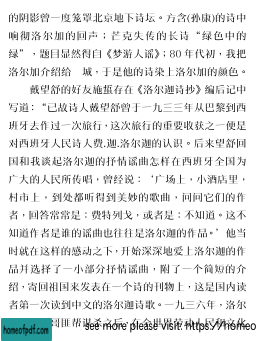 的阴影曾一度笼罩北京地下诗坛。方含(孙康)的诗中
响彻洛尔加的回声；芒克失传的长诗“绿色中的
绿”，题目显然得自《梦游人谣》；80年代初，我把
洛尔加介绍给 城，于是他的诗染上洛尔加的颜色。
戴望舒的好友施蛰存在《洛尔迦诗抄》编后记中
写道：“已故诗人戴望舒曾于一九三三年从巴黎到西
班牙去作过一次旅行，这次旅行的重要收获之一便是
对西班牙人民诗人费.迦.洛尔迦的认识。后来望舒回
国和我谈起洛尔迦的抒情谣曲怎样在西班牙全国为
广大的人民所传唱，曾经说：‘广场上，小酒店里，
村市上，到处都听得到美妙的歌曲，问问它们的作
者，回答常常是：费特列戈，或者是：不知道。这不
知道作者是谁的谣曲也往往是洛尔迦的作品。’他当
时就在这样的感动之下，开始深深地爱上洛尔迦的作
品并选择了一小部分抒情谣曲，附了一个简短的介
绍，寄回祖国来发表在一个诗的刊物上，这是国内读
者第一次读到中文的洛尔迦诗歌。一九三六年，洛尔
homeofpdf.com
see more please visit: https://homeo